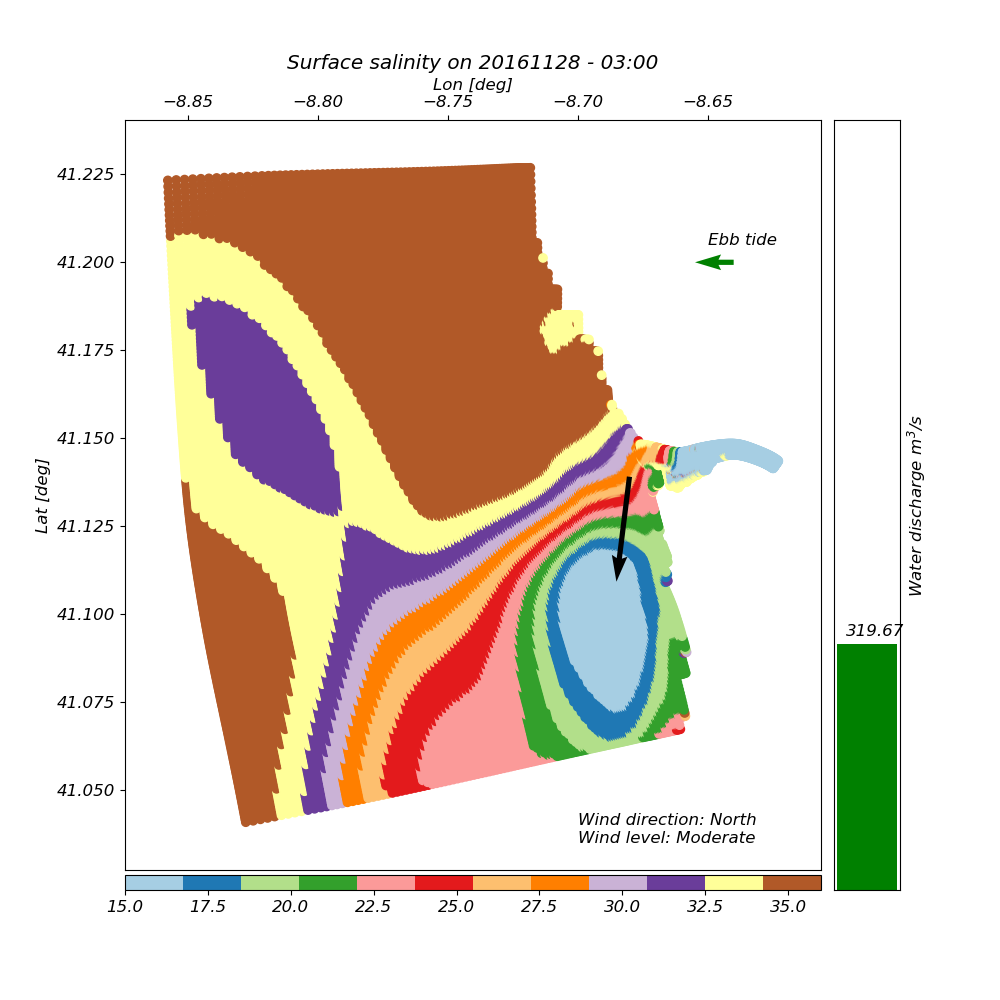 Surface salinity on 20161128 - 03:00
Lon [deg]
−8.85 −8.80 −8.75 −8.70 −8.65
41.225
41.200
41.175
41.150
41.125
41.100
41.075
41.050
Lat [deg]
Ebb tide
Wind direction: North
Wind level: Moderate
319.67
Water discharge m³/s
15.0 17.5 20.0 22.5 25.0 27.5 30.0 32.5 35.0